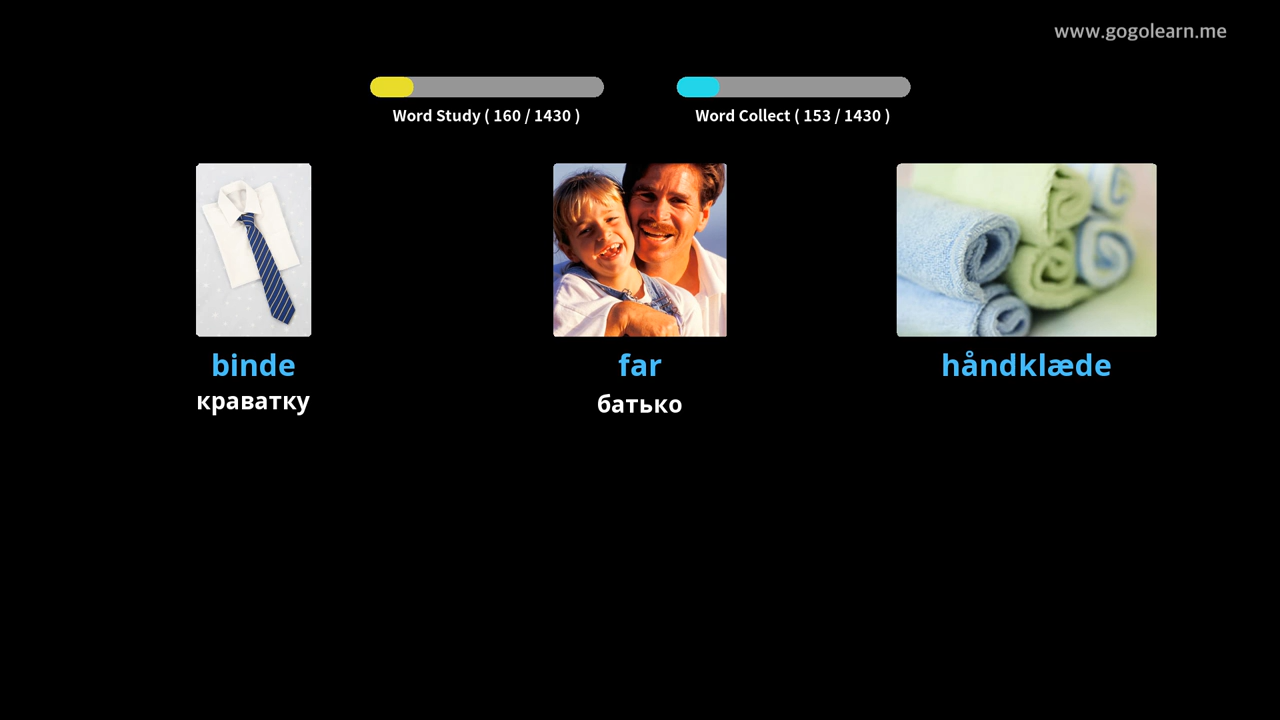 www.gogolearn.me
Word Study ( 160 / 1430 )
Word Collect ( 153 / 1430 )
binde
краватку
far
батько
håndklæde